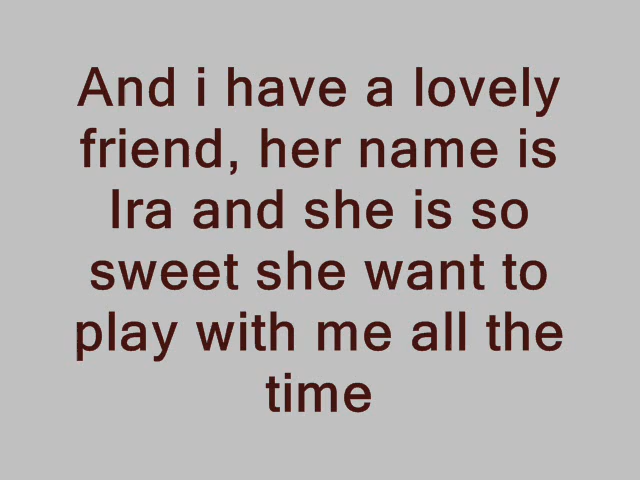 And i have a lovely
friend, her name is
Ira and she is so
sweet she want to
play with me all the
time